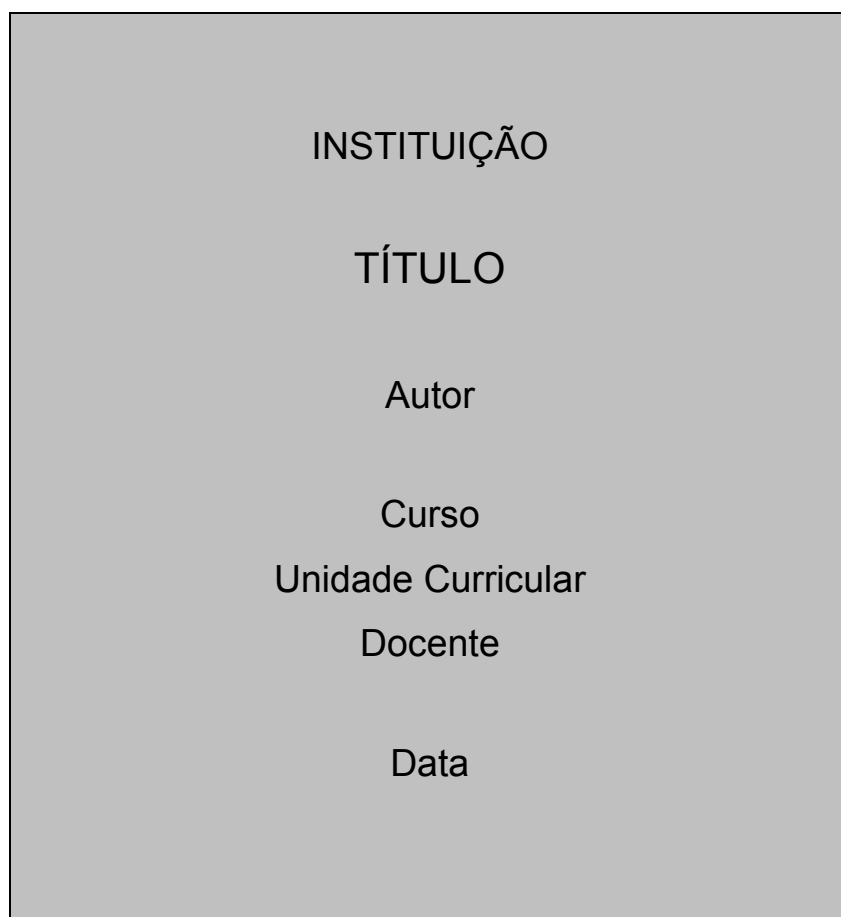 INSTITUIÇÃO
TÍTULO
Autor
Curso
Unidade Curricular
Docente
Data